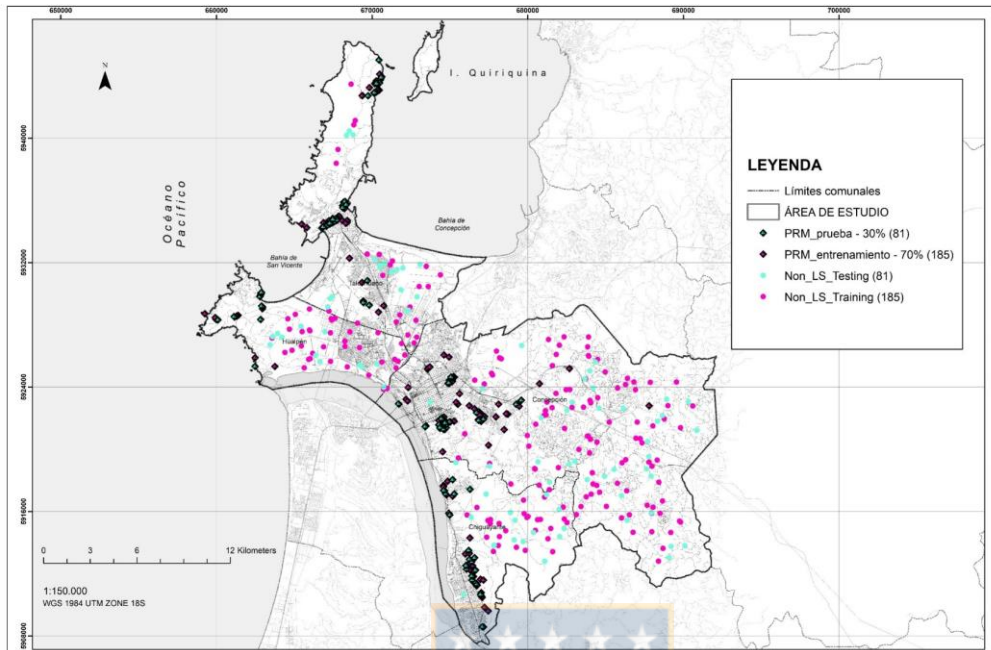 650000
660000
670000
680000
690000
700000
N
I. Quiriquina
5940000
Océano
Pacífico
Bahía de
Concepción
Bahía de
San Vicente
5932000
Talcahuano
Hualpén
5924000
Concepción
5916000
Chiguayante
LEYENDA
Límites comunales
ÁREA DE ESTUDIO
PRM_prueba - 30% (81)
PRM_entrenamiento - 70% (185)
Non_LS_Testing (81)
Non_LS_Training (185)
0 3 6 12 Kilometers
1:150.000
WGS 1984 UTM ZONE 18S